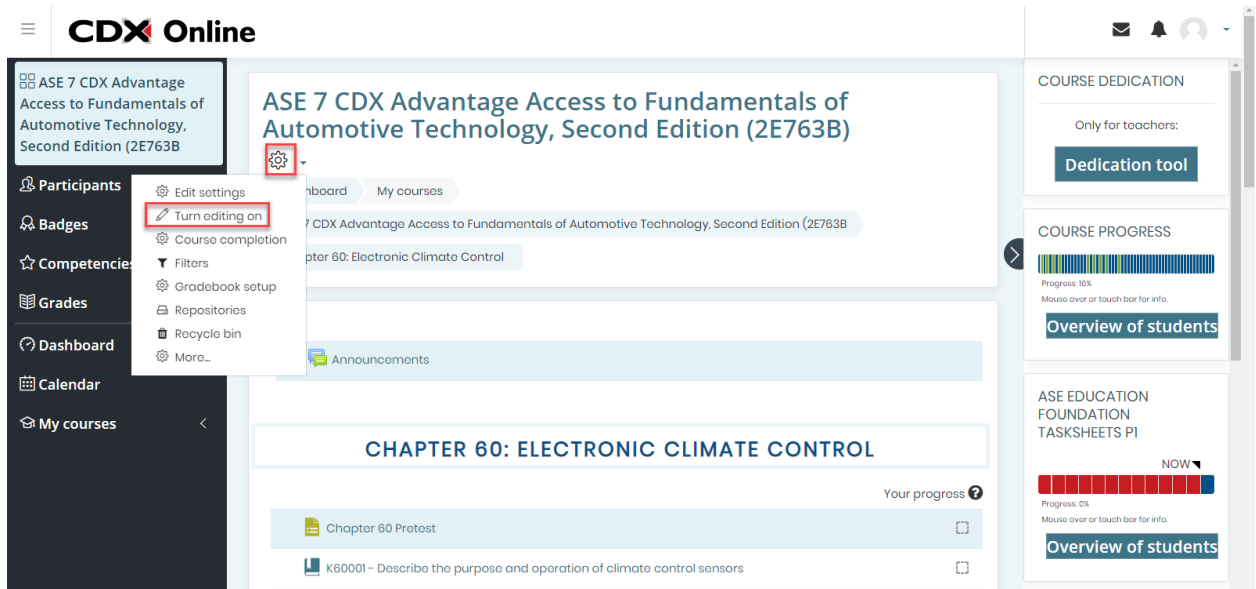 CDX Online
ASE 7 CDX Advantage
Access to Fundamentals of
Automotive Technology,
Second Edition (2E763B
Participants
Badges
Competencies
Grades
Dashboard
Calendar
My courses
Edit settings
Turn editing on
Course completion
Filters
Gradebook setup
Repositories
Recycle bin
More...
ASE 7 CDX Advantage Access to Fundamentals of
Automotive Technology, Second Edition (2E763B)
hboard
My courses
7 CDX Advantage Access to Fundamentals of Automotive Technology, Second Edition (2E763B
pter 60: Electronic Climate Control
Announcements
CHAPTER 60: ELECTRONIC CLIMATE CONTROL
Your progress
Chapter 60 Pretest
K60001 - Describe the purpose and operation of climate control sensors
COURSE DEDICATION
Only for teachers:
Dedication tool
COURSE PROGRESS
Progress: 16%
Mouse over or touch bar for info.
Overview of students
ASE EDUCATION
FOUNDATION
TASKSHEETS P1
NOW
Progress: 0%
Mouse over or touch bar for info.
Overview of students